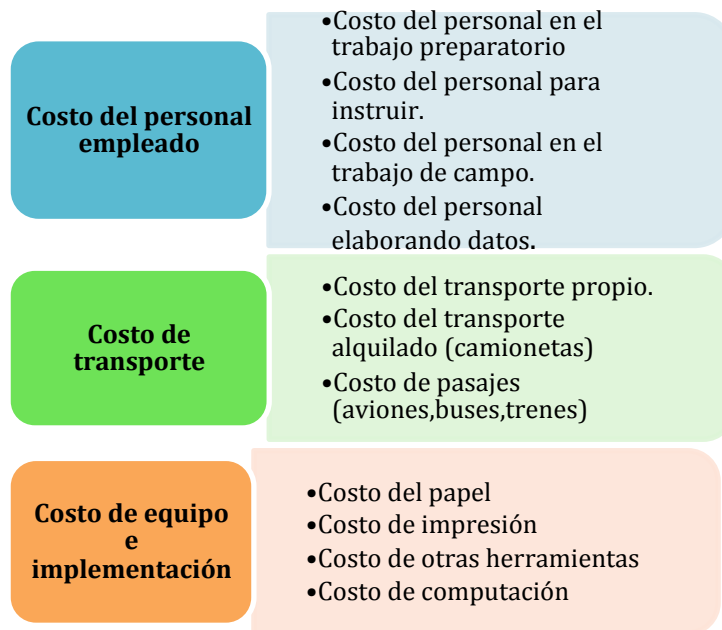 Costo del personal
empleado
•Costo del personal en el
trabajo preparatorio
•Costo del personal para
instruir.
•Costo del personal en el
trabajo de campo.
•Costo del personal
elaborando datos.
Costo de
transporte
•Costo del transporte propio.
•Costo del transporte
alquilado (camionetas)
•Costo de pasajes
(aviones,buses,trenes)
Costo de equipo
e
implementación
•Costo del papel
•Costo de impresión
•Costo de otras herramientas
•Costo de computación